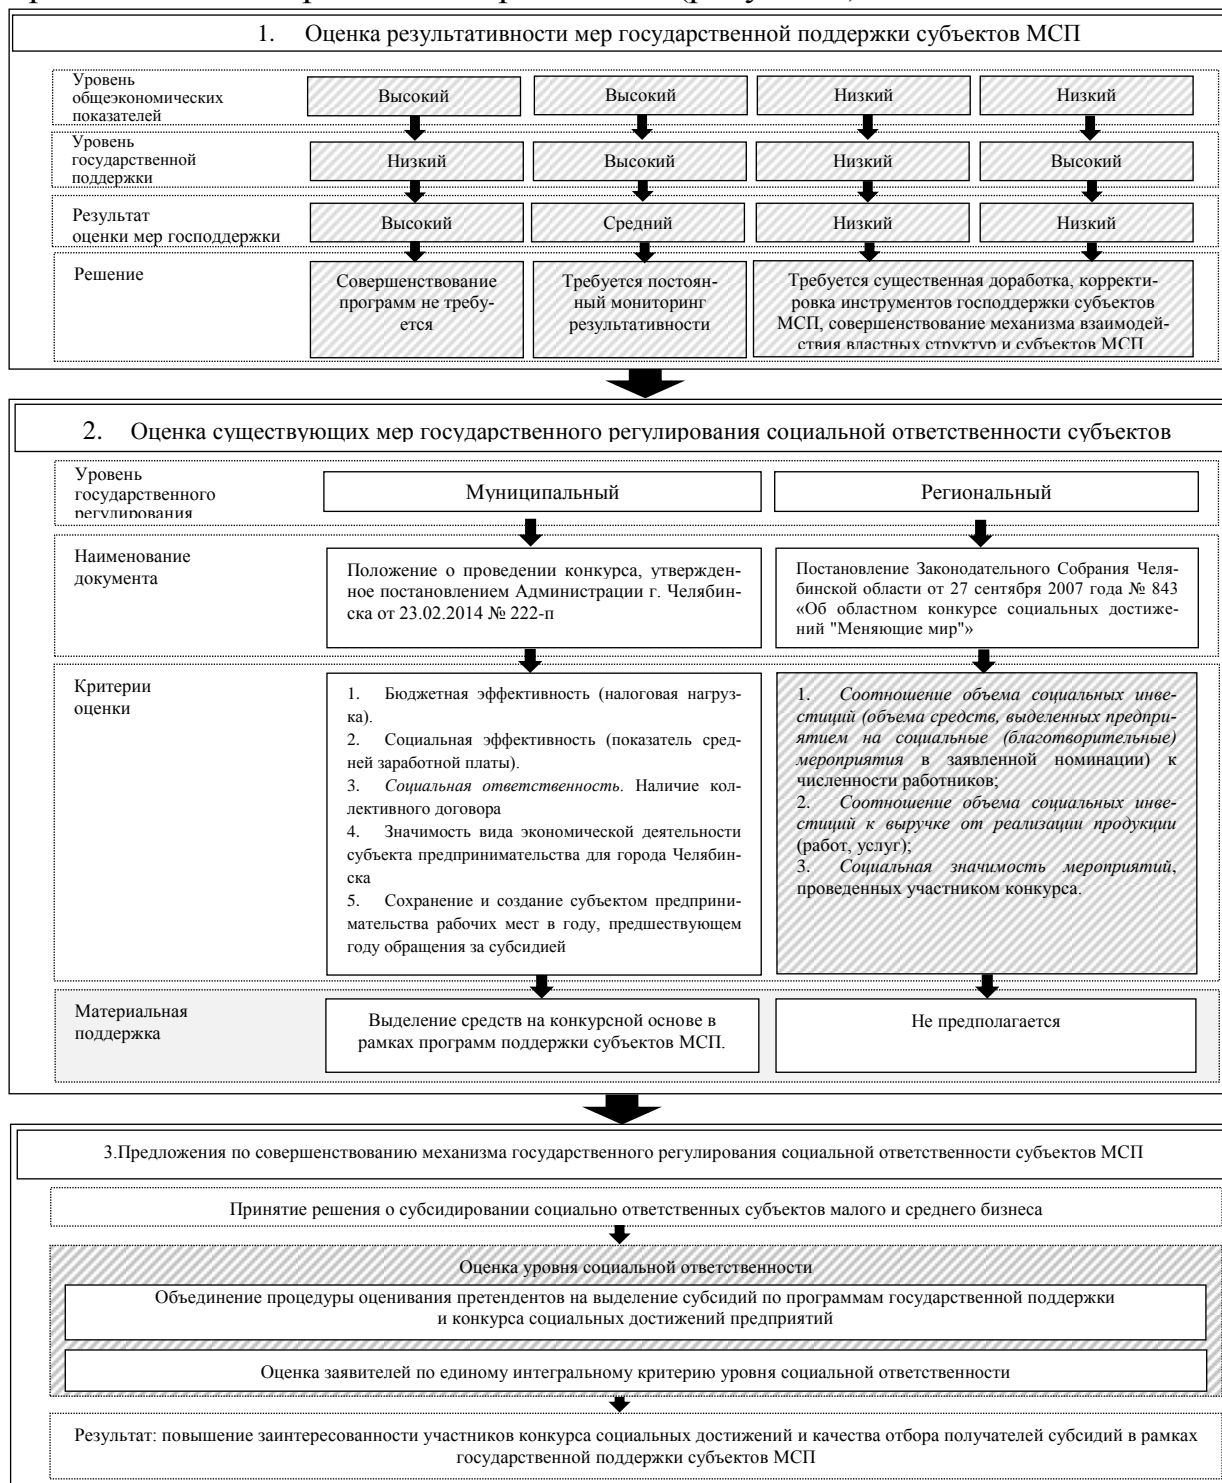 1. Оценка результативности мер государственной поддержки субъектов МСП
Уровень
общеэкономических
показателей
Высокий
Высокий
Низкий
Низкий
Уровень
государственной
поддержки
Низкий
Высокий
Низкий
Высокий
Результат
оценки мер господдержки
Высокий
Средний
Низкий
Низкий
Решение
Совершенствование
программ не требу-
ется
Требуется постоян-
ный мониторинг
результативности
Требуется существенная доработка, коррект-
ировка инструментов господдержки субъектов
МСП, совершенствование механизма взаимодей-
ствия властных структур и субъектов МСП
2. Оценка существующих мер государственного регулирования социальной ответственности субъектов
Уровень
государственного
регулирования
Муниципальный
Региональный
Наименование
документа
Положение о проведении конкурса, утвержден-
ное постановлением Администрации г. Челябин-
ска от 23.02.2014 № 222-п
Постановление Законодательного Собрания Челя-
бинской области от 27 сентября 2007 года № 843
«Об областном конкурсе социальных достиже-
ний "Меняющие мир"»
Критерии
оценки
1. Бюджетная эффективность (налоговая нагруз-
ка).
2. Социальная эффективность (показатель сред-
ней заработной платы).
3. Социальная ответственность. Наличие кол-
лективного договора
4. Значимость вида экономической деятельности
субъекта предпринимательства для города Челябин-
ска
5. Сохранение и создание субъектом предприни-
мательства рабочих мест в году, предшествующем
году обращения за субсидией
1. Соотношение объема социальных инве-
стиций (объема средств, выделенных предпри-
ятием на социальные (благотворительные)
мероприятия в заявленной номинации) к
численности работников;
2. Соотношение объема социальных инве-
стиций к выручке от реализации продукции
(работ, услуг);
3. Социальная значимость мероприятий,
проведенных участником конкурса.
Материальная
поддержка
Выделение средств на конкурсной основе в
рамках программ поддержки субъектов МСП.
Не предполагается
3.Предложения по совершенствованию механизма государственного регулирования социальной ответственности субъектов МСП
Принятие решения о субсидировании социально ответственных субъектов малого и среднего бизнеса
Оценка уровня социальной ответственности
Объединение процедуры оценивания претендентов на выделение субсидий по программам государственной поддержки
и конкурса социальных достижений предприятий
Оценка заявителей по единому интегральному критерию уровня социальной ответственности
Результат: повышение заинтересованности участников конкурса социальных достижений и качества отбора получателей субсидий в рамках
государственной поддержки субъектов МСП